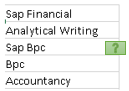 Sap Financial
Analytical Writing
Sap Bpc
?
Bpc
Accountancy